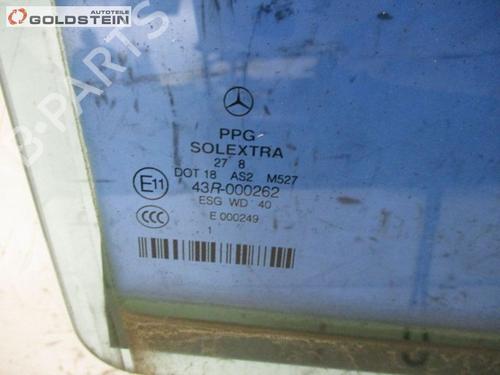 AUTOTEILE
GOLDSTEIN
B-PARTS
PPG
SOLEXTRA
27 8
DOT 18 AS2 M527
E11 43R-000262
ESG WD 40
CCC E 000249
1